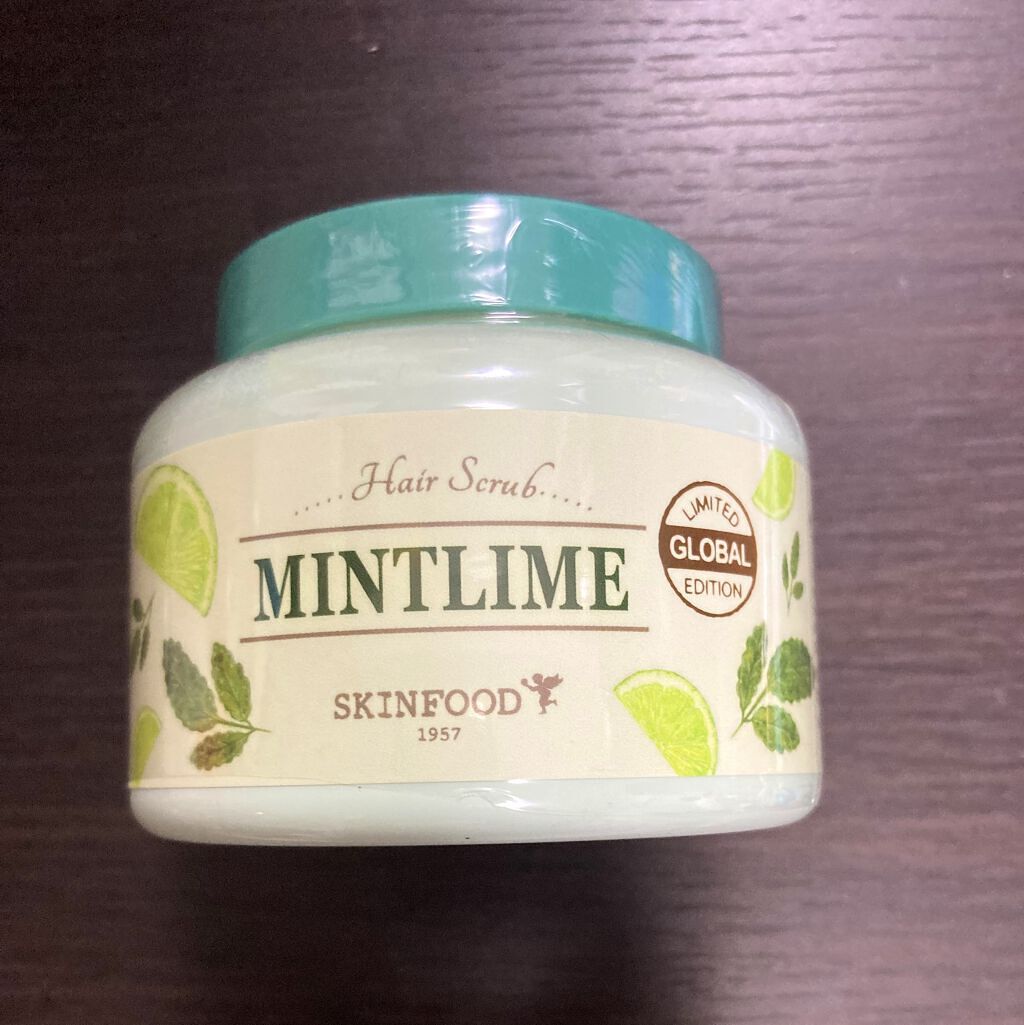 Hair Scrub
MINTLIME
LIMITED
GLOBAL
EDITION
SKINFOOD
1957